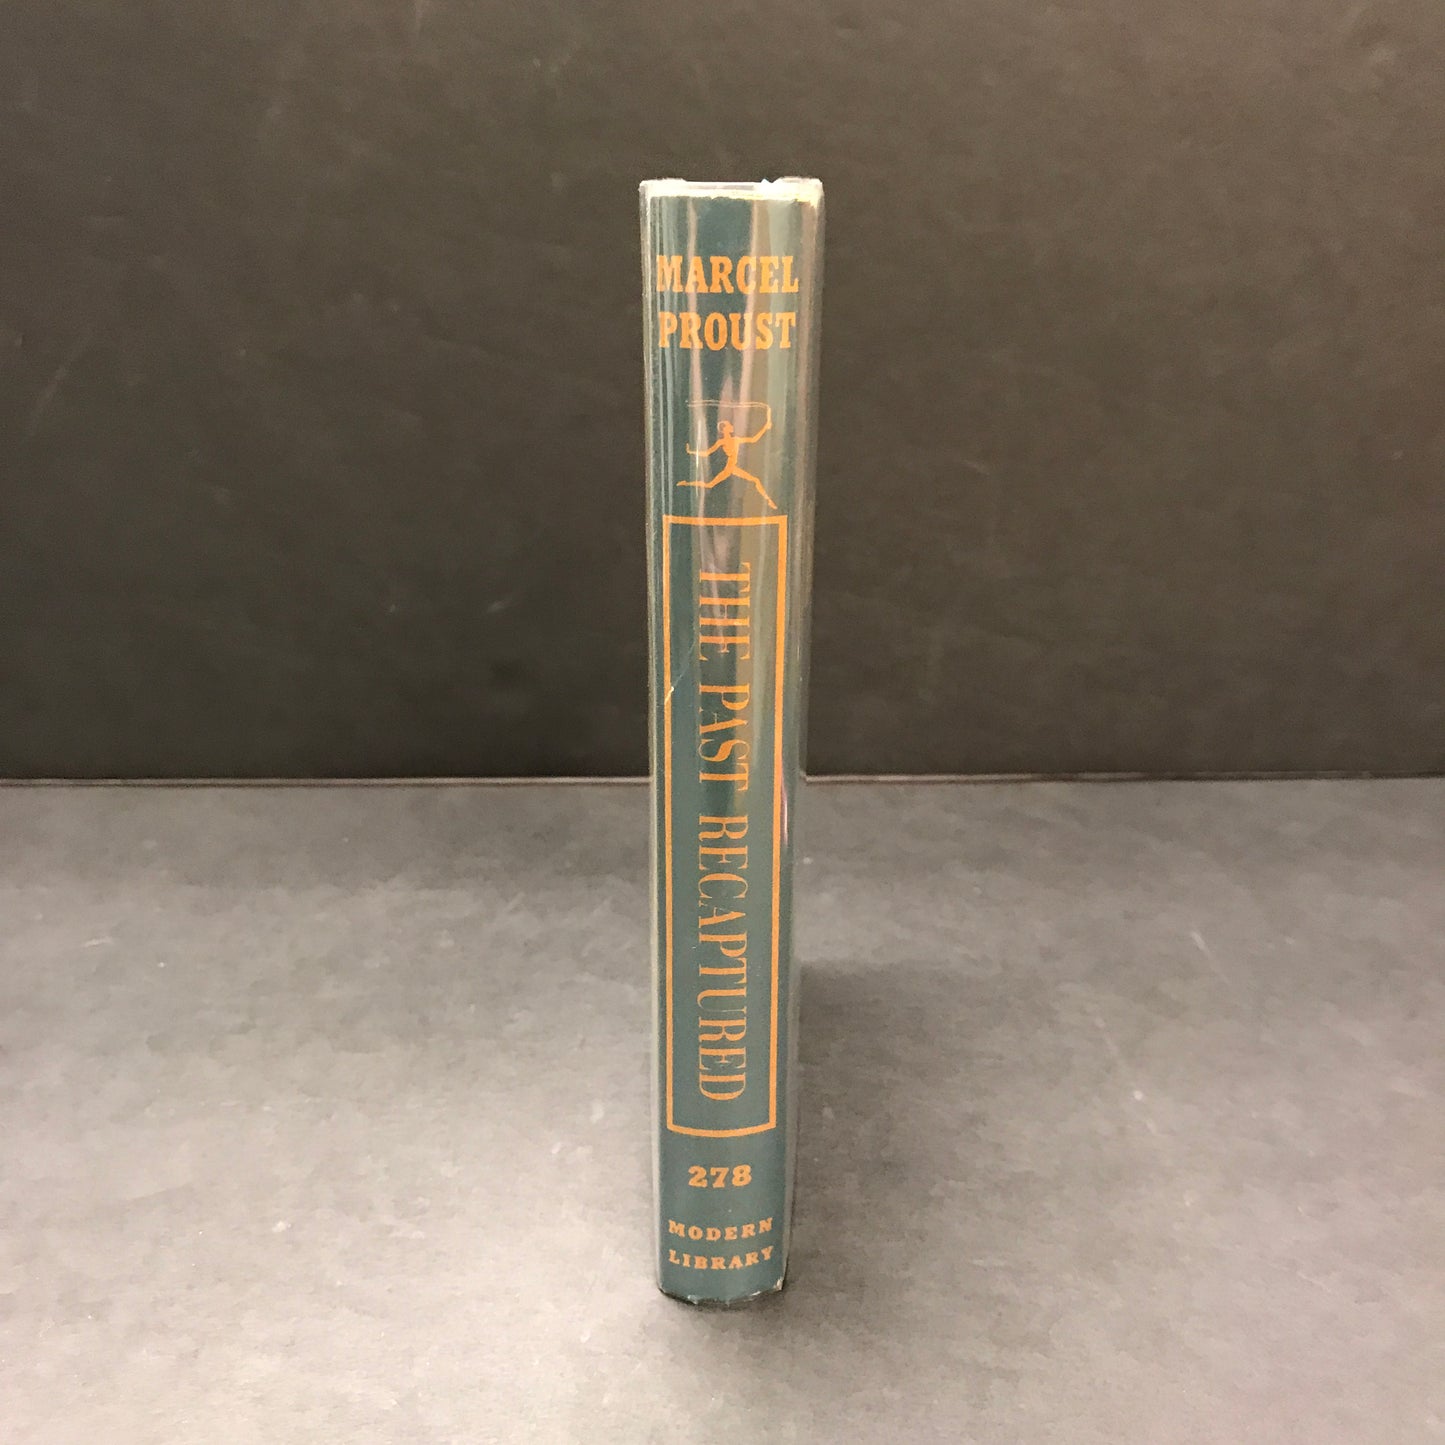 MARCEL
PROUST
THE PAST RECAPTURED
278
MODERN
LIBRARY